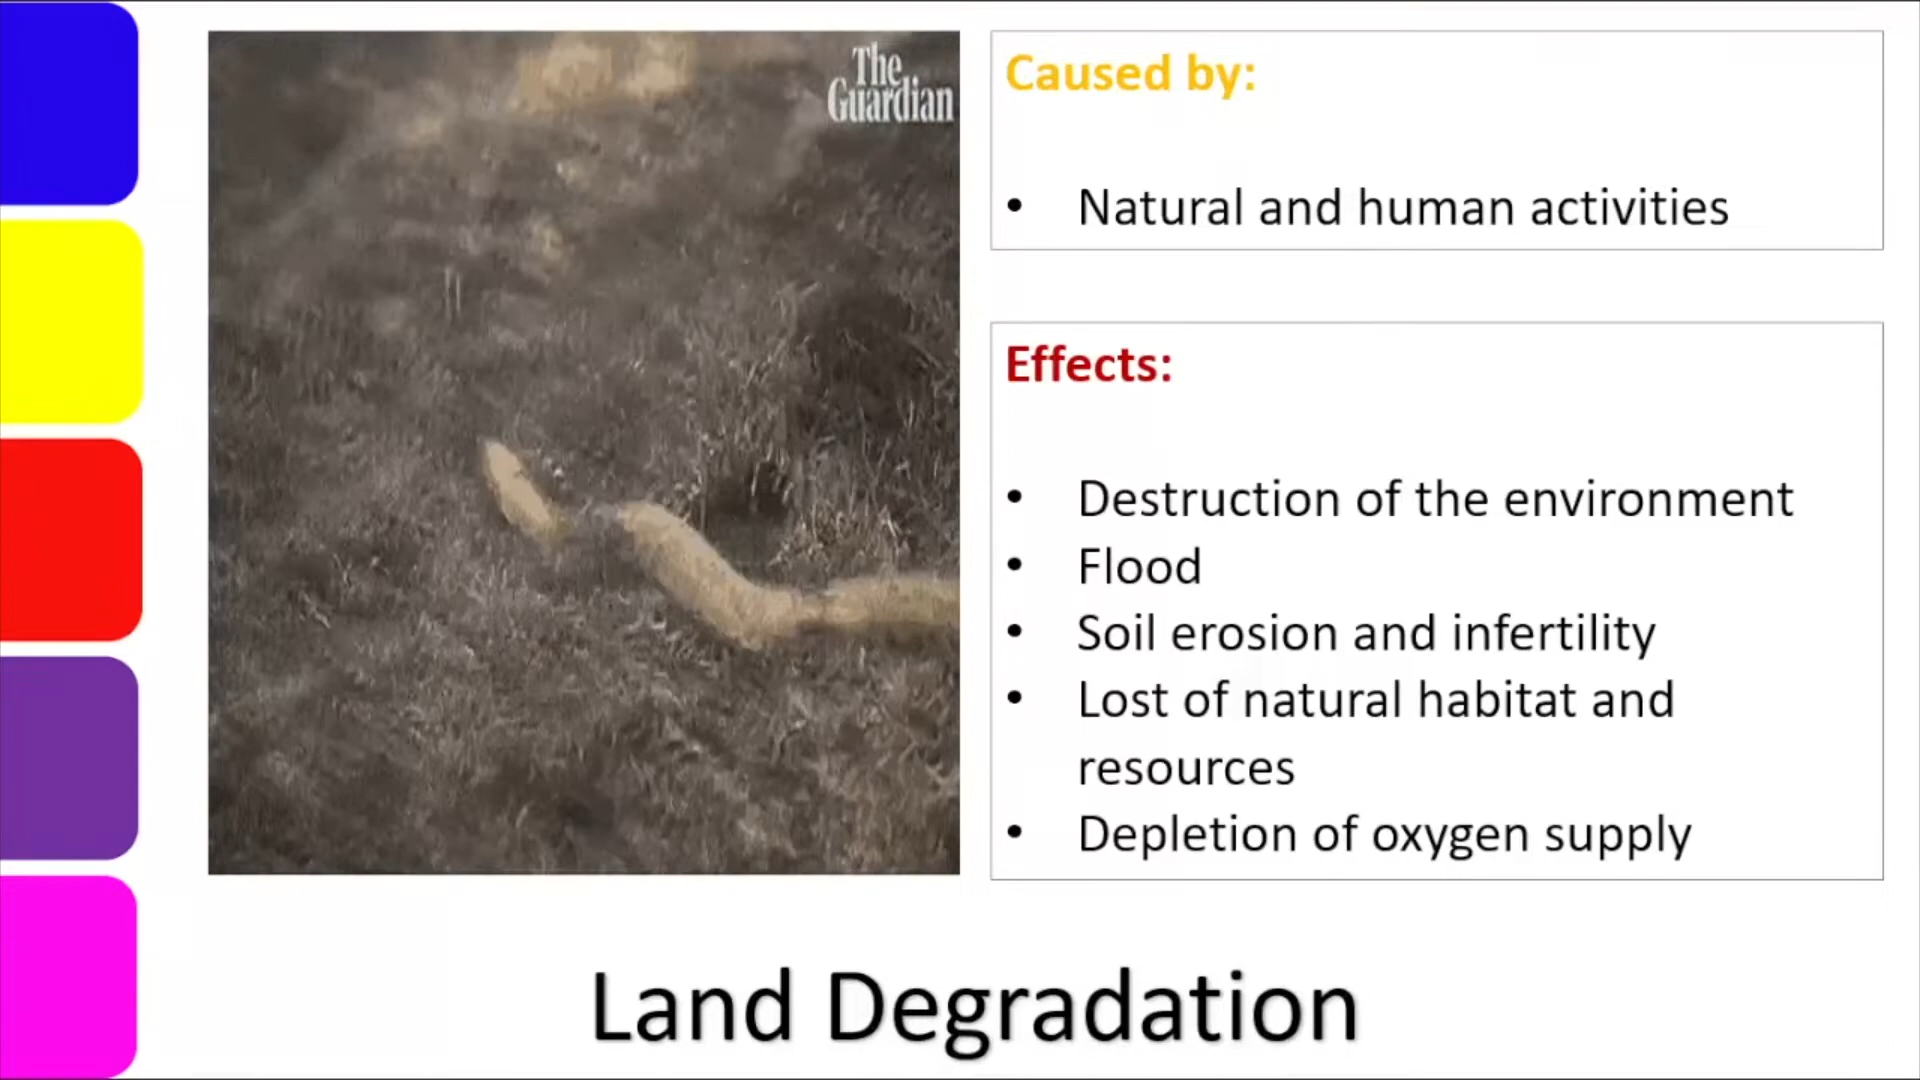 The
Guardian
Caused by:
• Natural and human activities
Effects:
• Destruction of the environment
• Flood
• Soil erosion and infertility
• Lost of natural habitat and
resources
• Depletion of oxygen supply
Land Degradation